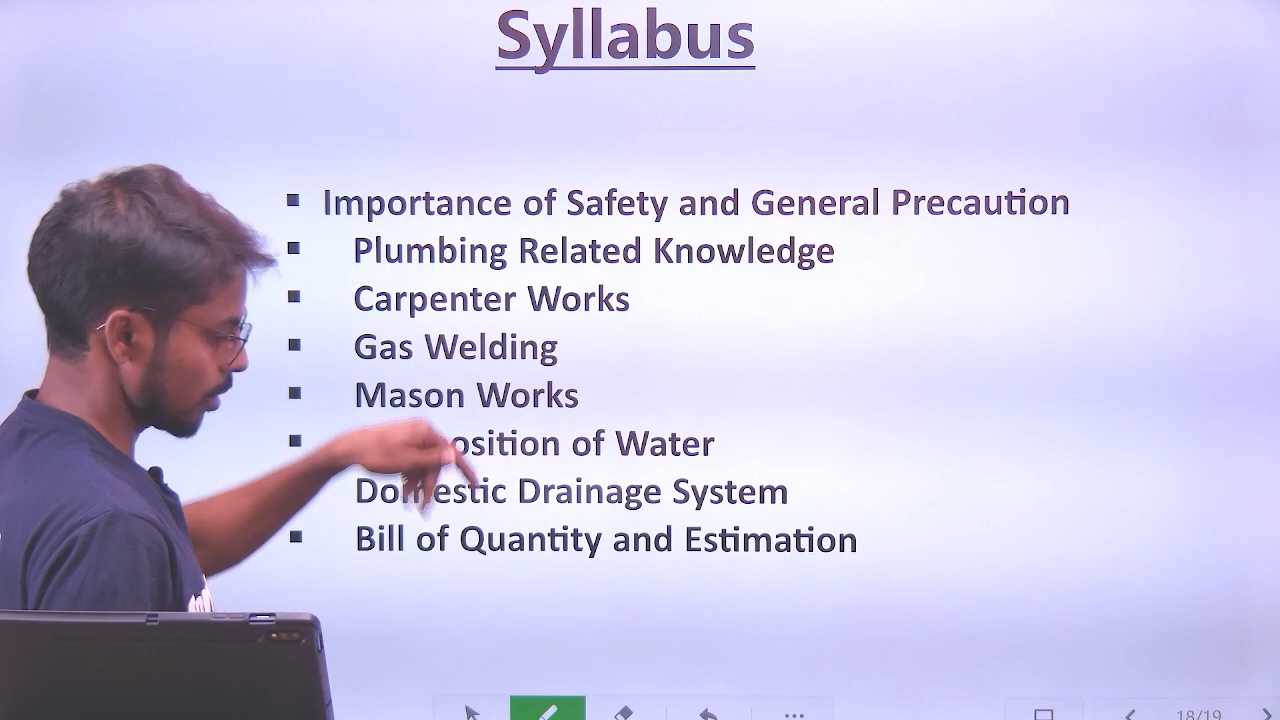 Syllabus
▪ Importance of Safety and General Precaution
▪ Plumbing Related Knowledge
▪ Carpenter Works
▪ Gas Welding
▪ Mason Works
▪ of Water
Domestic Drainage System
▪ Bill of Quantity and Estimation
18/19